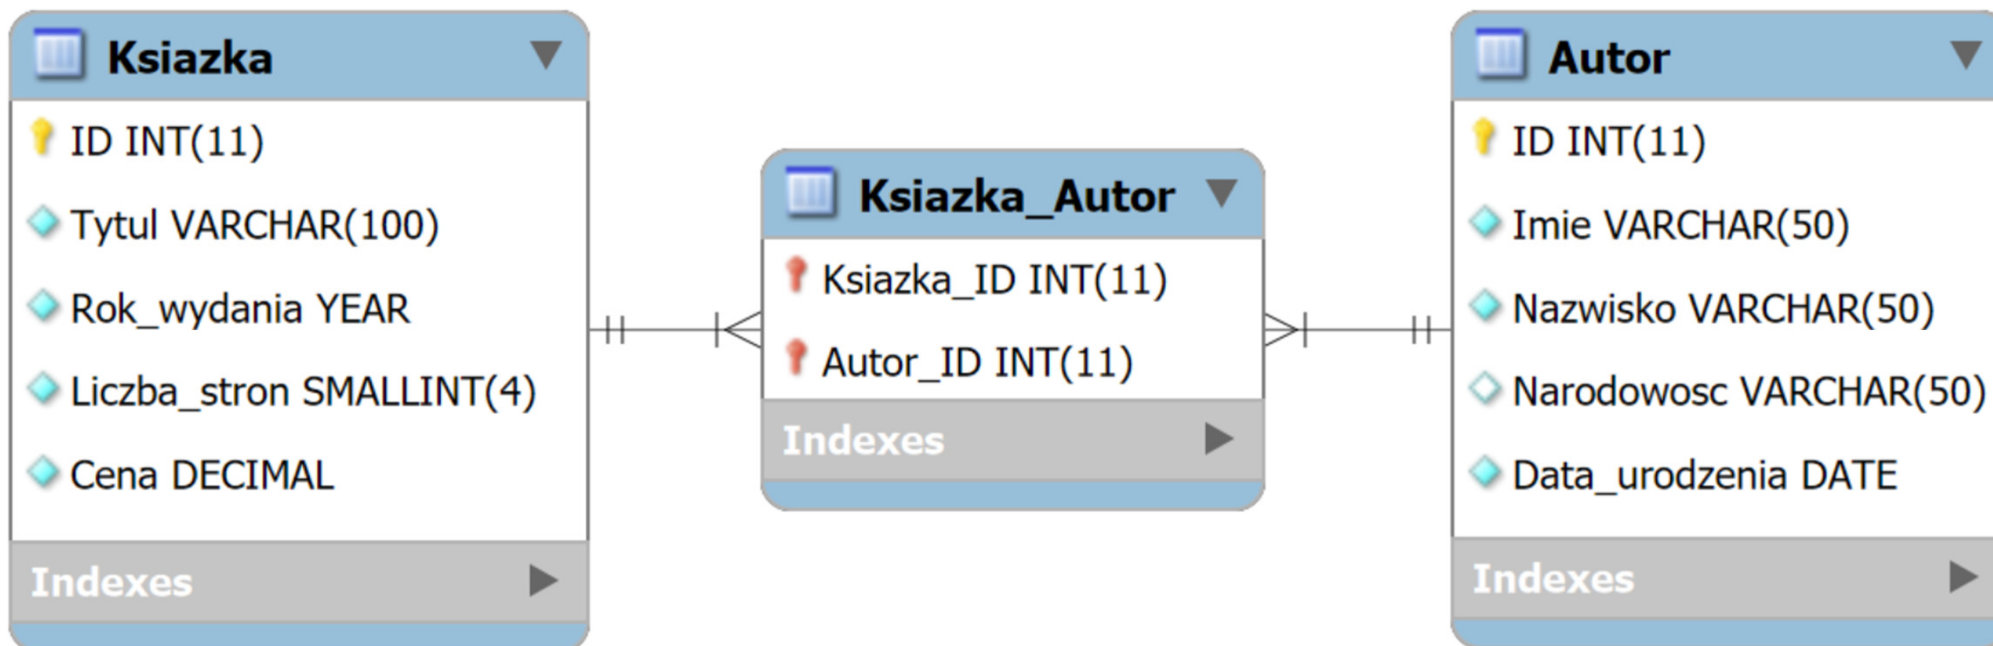 Ksiazka
ID INT(11)
Tytul VARCHAR(100)
Rok_wydania YEAR
Liczba_stron SMALLINT(4)
Cena DECIMAL
Indexes
Ksiazka_Autor
Ksiazka_ID INT(11)
Autor_ID INT(11)
Indexes
Autor
ID INT(11)
Imie VARCHAR(50)
Nazwisko VARCHAR(50)
Narodowosc VARCHAR(50)
Data_urodzenia DATE
Indexes